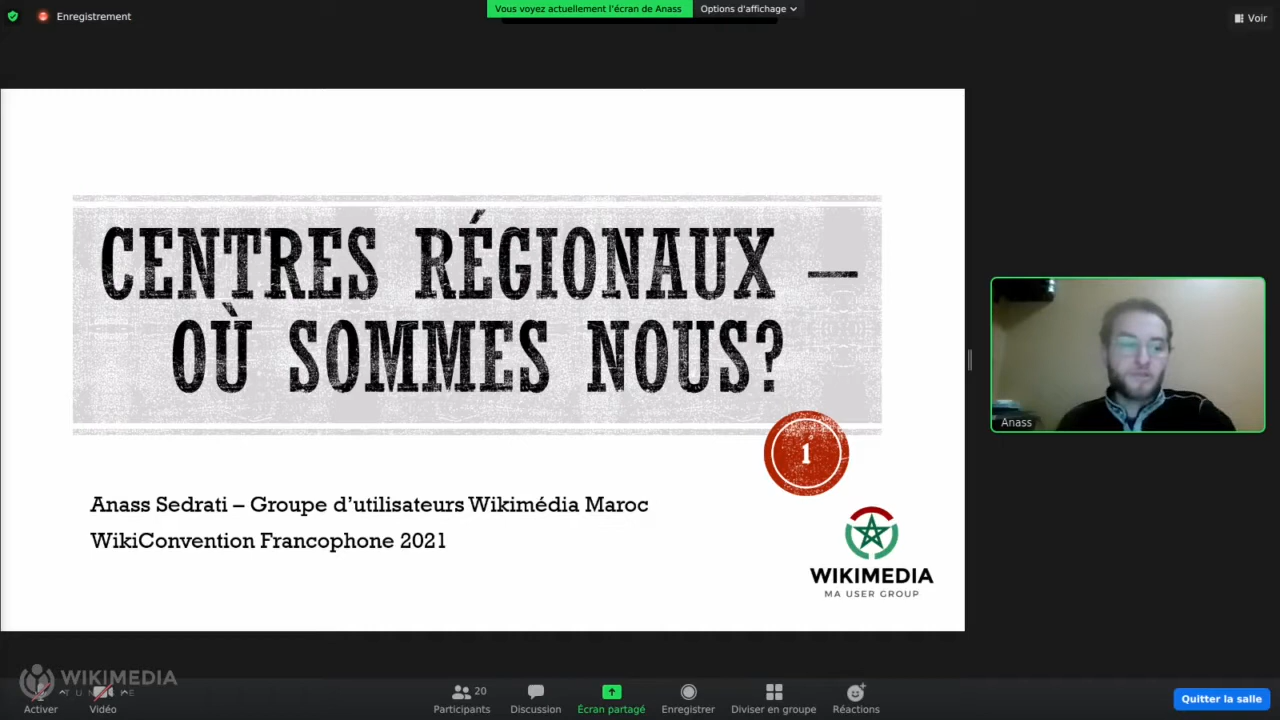 Enregistrement
Vous voyez actuellement l'écran de Anass
Options d'affichage
Voir
CENTRES RÉGIONAUX –
OÙ SOMMES NOUS?
1
Anass Sedrati – Groupe d'utilisateurs Wikimédia Maroc
WikiConvention Francophone 2021
WIKIMEDIA
MA USER GROUP
Anass
WIKIMEDIA
TUNISIE
Activer
Vidéo
20
Participants
Discussion
Écran partagé
Enregistrer
Diviser en groupe
Réactions
Quitter la salle